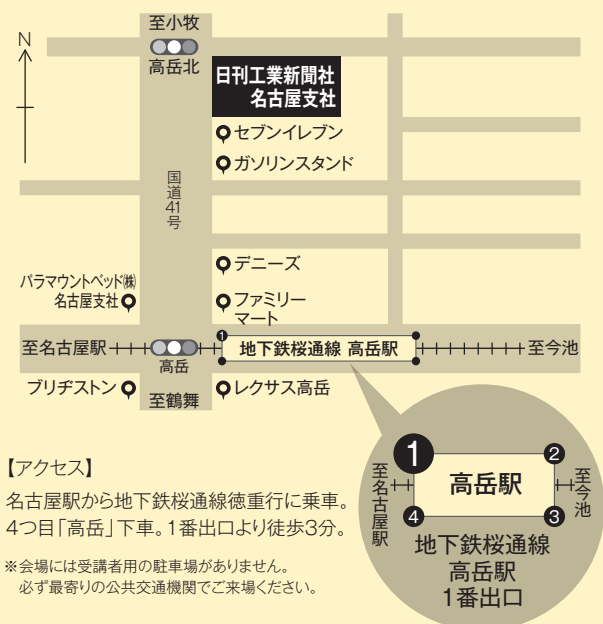 至小牧
N
高岳北
日刊工業新聞社
名古屋支社
セブンイレブン
ガソリンスタンド
国道41号
デニーズ
パラマウントベッド㈱
名古屋支社
ファミリー
マート
至名古屋駅
1
地下鉄桜通線 高岳駅
至今池
高岳
ブリヂストン
至鶴舞
レクサス高岳
1
2
至名古屋駅
高岳駅
至今池
4
3
地下鉄桜通線
高岳駅
1番出口
【アクセス】
名古屋駅から地下鉄桜通線徳重行に乗車。
4つ目「高岳」下車。1番出口より徒歩3分。
※会場には受講者用の駐車場がありません。
必ず最寄りの公共交通機関でご来場ください。